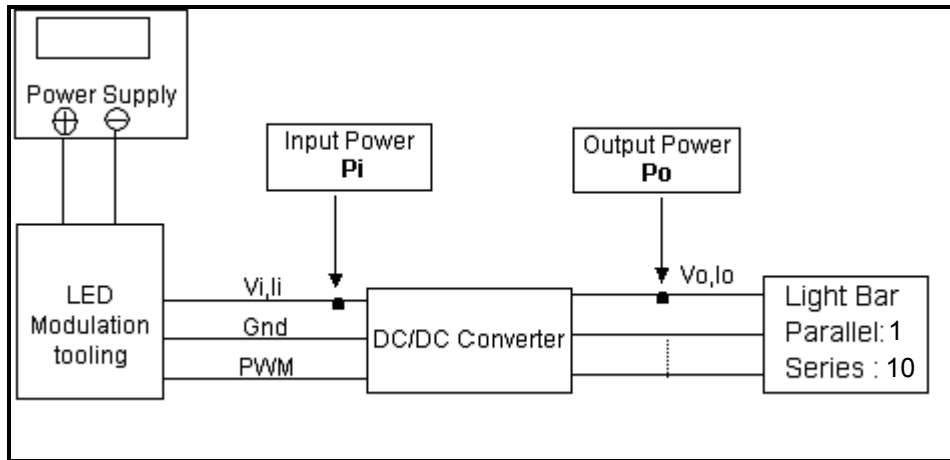 Power Supply
Input Power
Pi
Output Power
Po
LED
Modulation
tooling
Vi,Ii
Gnd
PWM
DC/DC Converter
Vo,Io
Light Bar
Parallel: 1
Series : 10